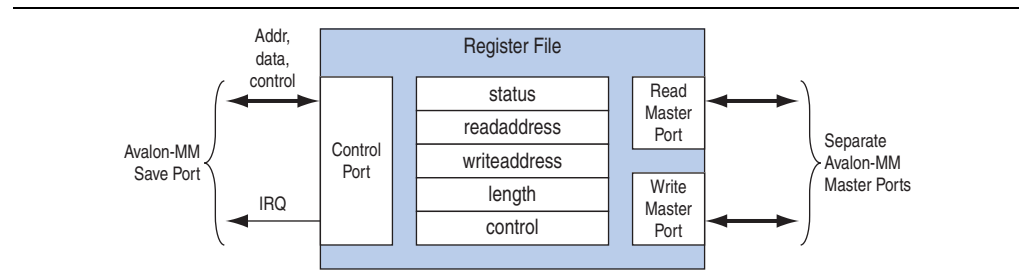 Register File
Addr,
data,
control
Avalon-MM
Save Port
IRQ
Control
Port
status
readaddress
writeaddress
length
control
Read
Master
Port
Write
Master
Port
Separate
Avalon-MM
Master Ports